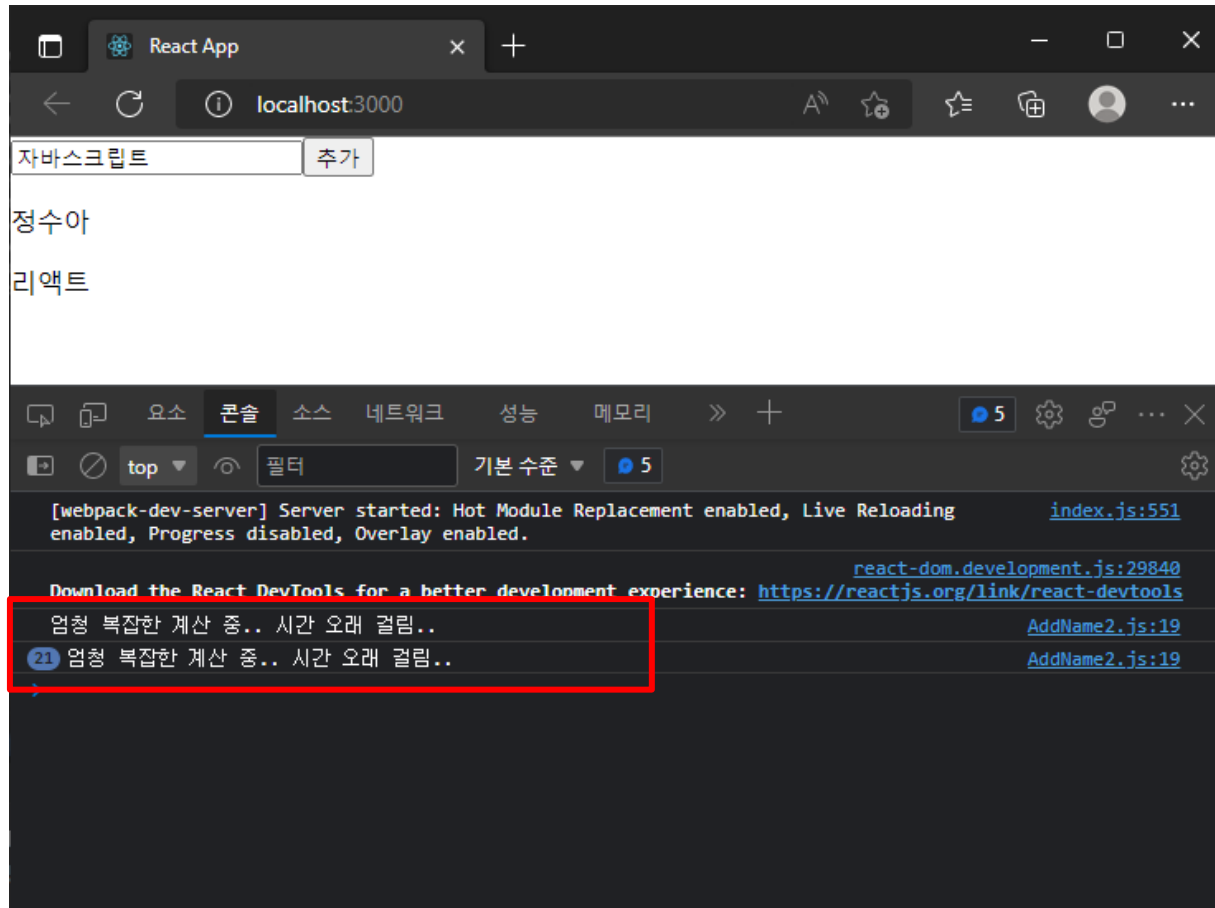 React App
localhost:3000
자바스크립트 추가
정수아
리액트
요소 콘솔 소스 네트워크 성능 메모리 5
top 필터 기본 수준 5
[webpack-dev-server] Server started: Hot Module Replacement enabled, Live Reloading index.js:551
enabled, Progress disabled, Overlay enabled.
react-dom.development.js:29840
Download the React DevTools for a better development experience: https://reactjs.org/link/react-devtools
엄청 복잡한 계산 중.. 시간 오래 걸림.. AddName2.js:19
21 엄청 복잡한 계산 중.. 시간 오래 걸림.. AddName2.js:19